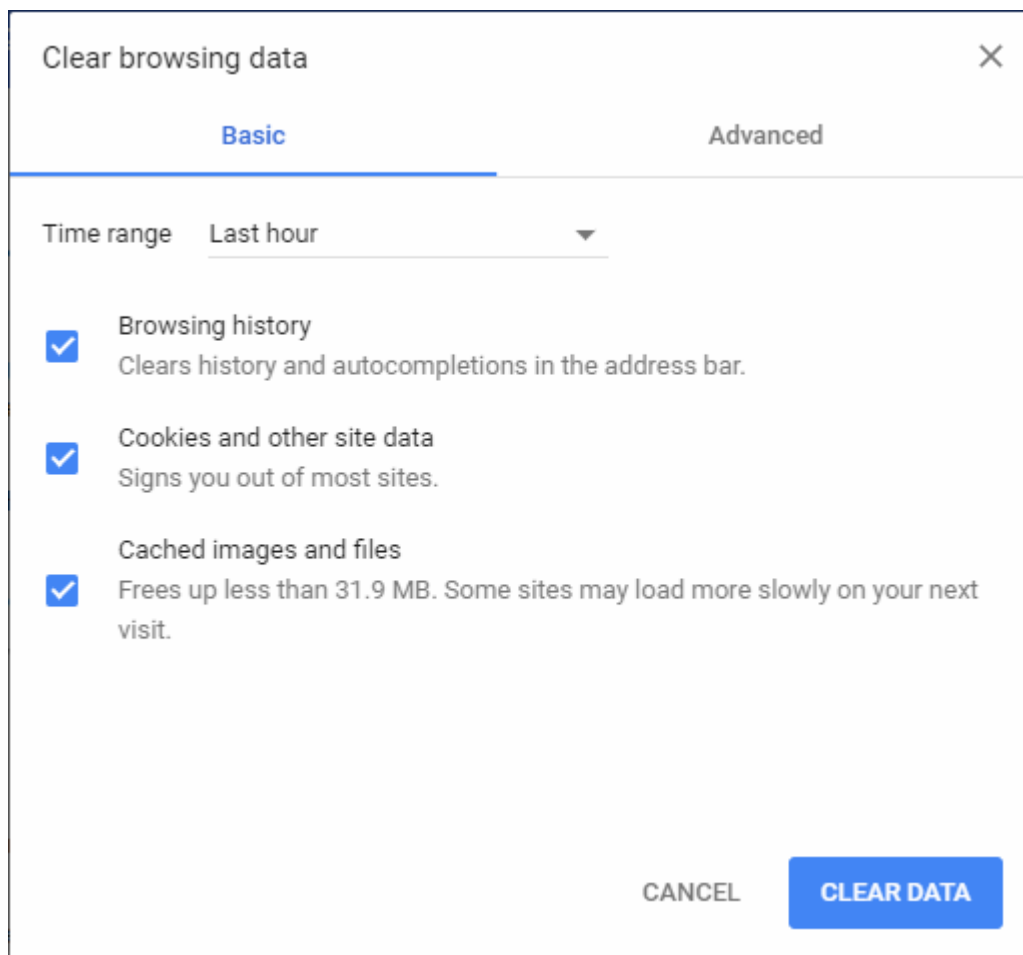 Clear browsing data
Basic
Advanced
Time range
Last hour
Browsing history
Clears history and autocompletions in the address bar.
Cookies and other site data
Signs you out of most sites.
Cached images and files
Frees up less than 31.9 MB. Some sites may load more slowly on your next
visit.
CANCEL
CLEAR DATA